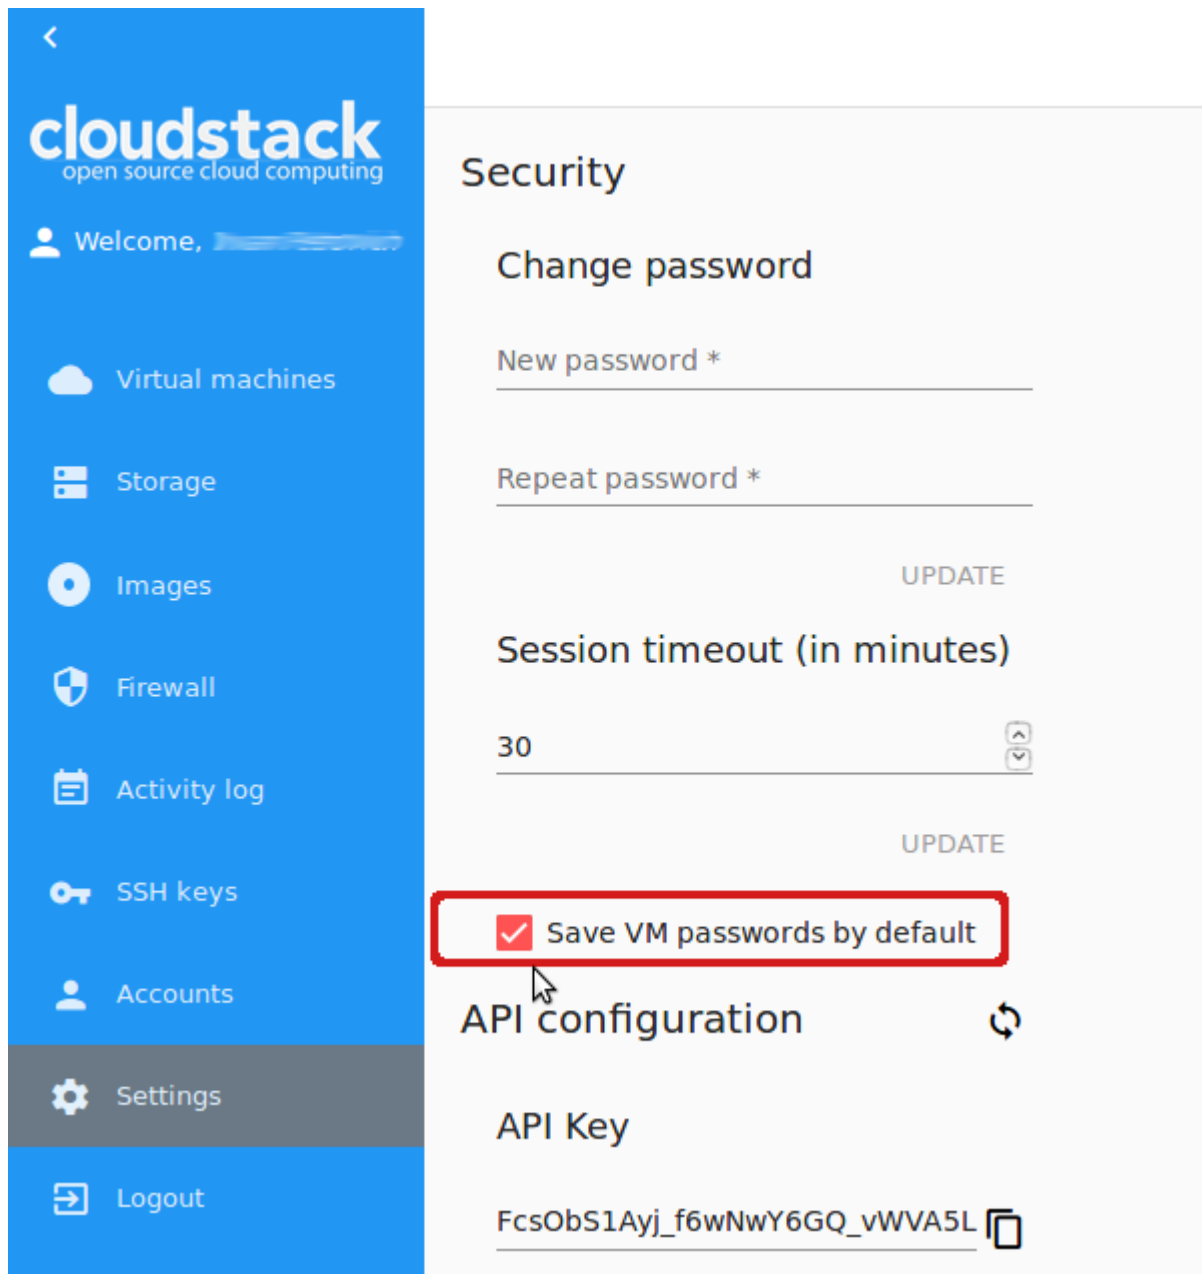 cloudstack
open source cloud computing
Welcome,
Virtual machines
Storage
Images
Firewall
Activity log
SSH keys
Accounts
Settings
Logout
Security
Change password
New password *
Repeat password *
UPDATE
Session timeout (in minutes)
30
UPDATE
Save VM passwords by default
API configuration
API Key
FcsObS1Ayj_f6wNwY6GQ_vWVA5L